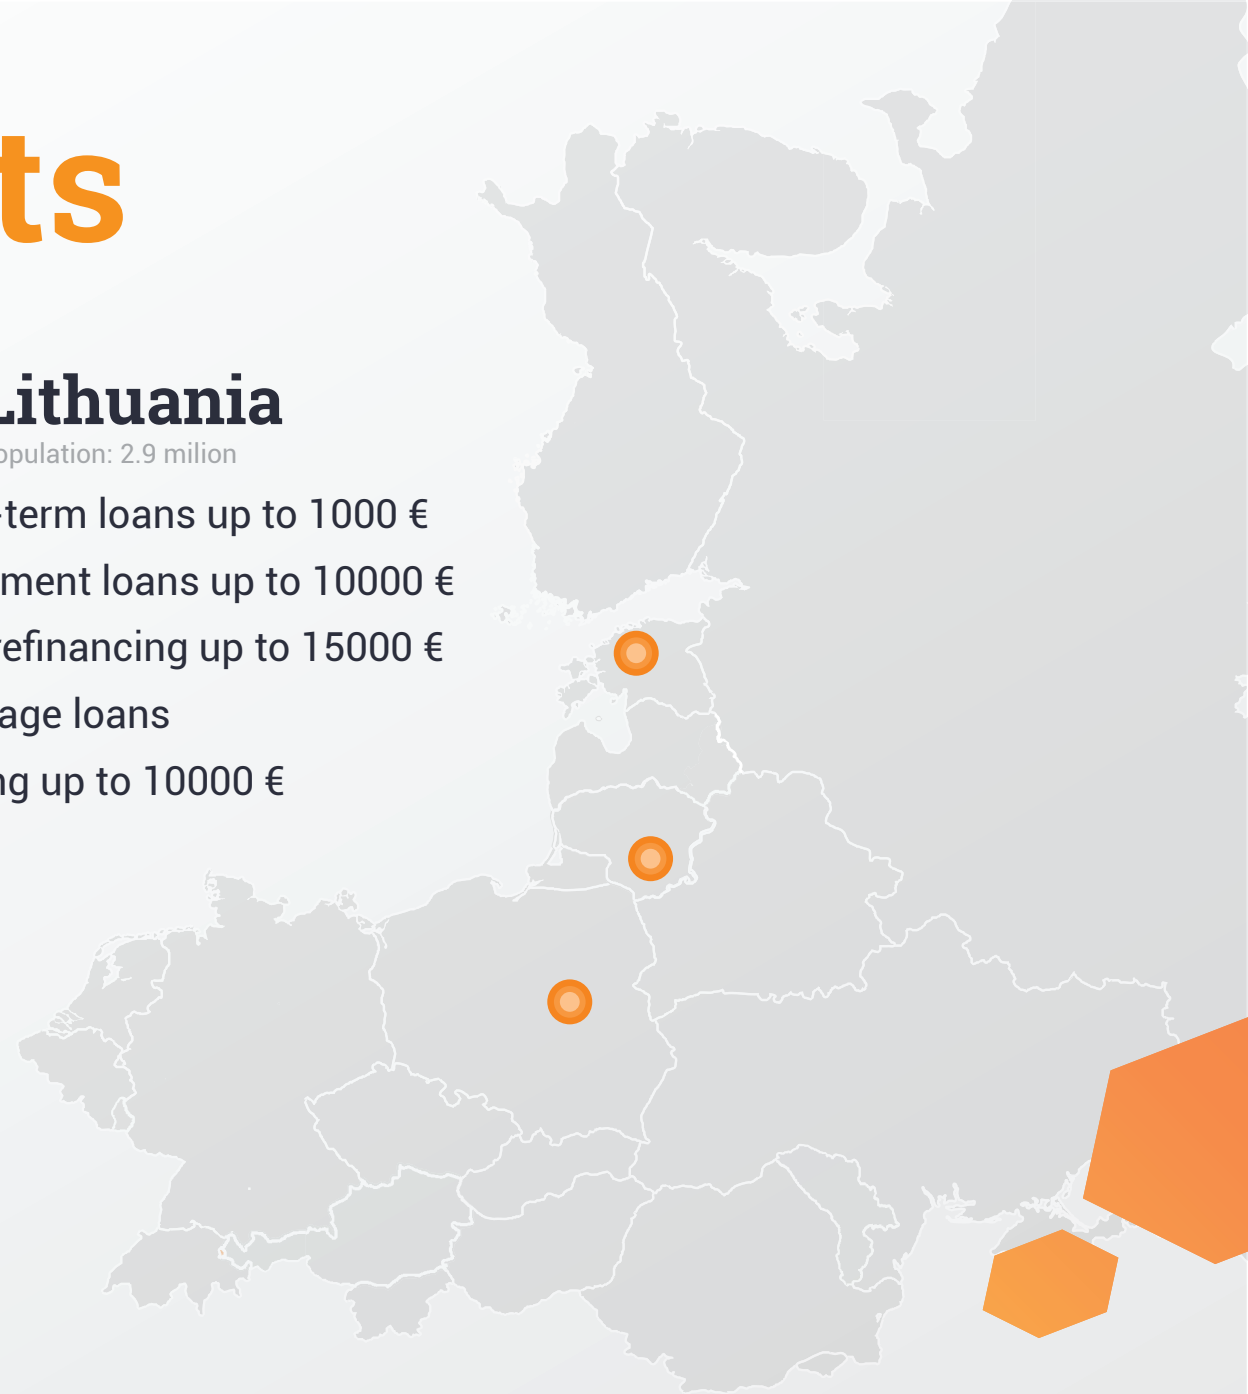 ts
Lithuania
opulation: 2.9 milion
-term loans up to 1000 €
ment loans up to 10000 €
refinancing up to 15000 €
age loans
ng up to 10000 €